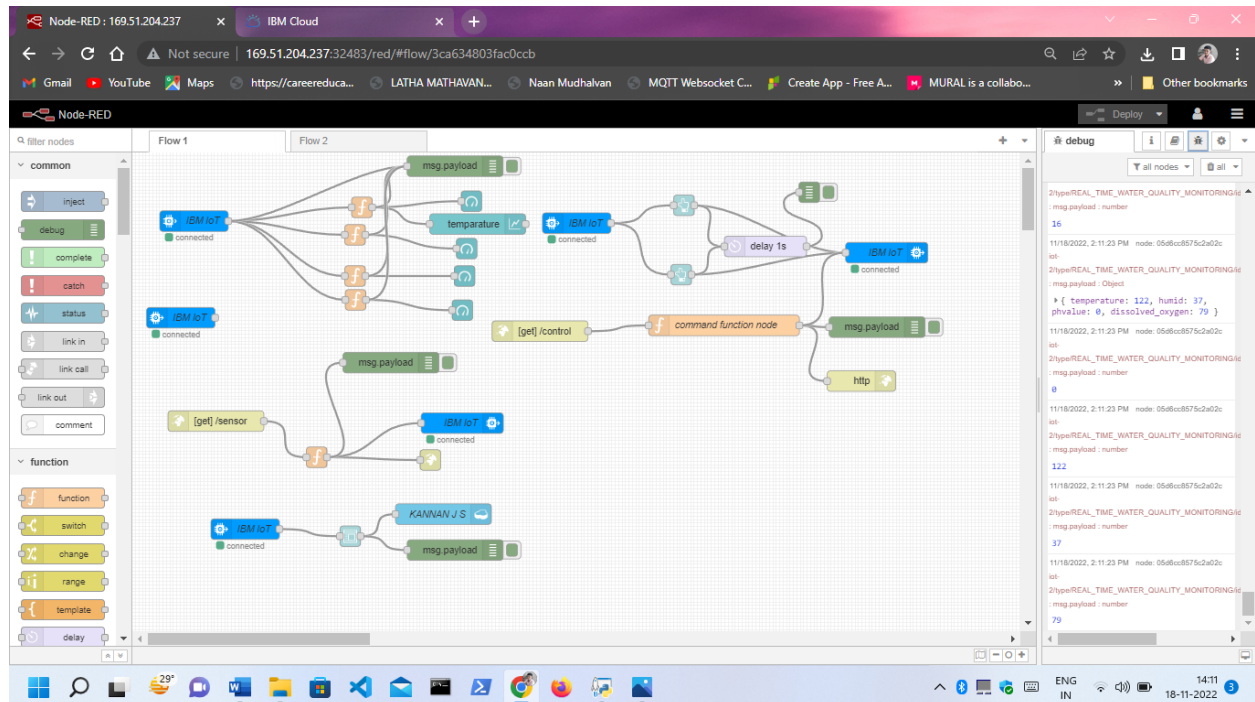 Node-RED : 169.51.204.237
IBM Cloud
Not secure | 169.51.204.237:32483/red/#flow/3ca634803fac0ccb
Gmail
YouTube
Maps
https://careereduca...
LATHA MATHAVAN...
Naan Mudhalvan
MQTT Websocket C...
Create App - Free A...
MURAL is a collabo...
»
Other bookmarks
Node-RED
Deploy
filter nodes
Flow 1
Flow 2
debug
all nodes
all
common
inject
debug
complete
catch
status
link in
link call
link out
comment
function
function
switch
change
range
template
delay
msg.payload
IBM IoT
connected
temparature
IBM IoT
connected
delay 1s
IBM IoT
connected
IBM IoT
connected
[get] /control
command function node
msg.payload
http
msg.payload
[get] /sensor
IBM IoT
connected
IBM IoT
connected
KANNAN J S
msg.payload
2/type/REAL_TIME_WATER_QUALITY_MONITORING/id
: msg.payload : number
16
11/18/2022, 2:11:23 PM node: 05d6cc8575c2a02c
iot-
2/type/REAL_TIME_WATER_QUALITY_MONITORING/id
: msg.payload : Object
{ temperature: 122, humid: 37,
phvalue: 0, dissolved_oxygen: 79 }
11/18/2022, 2:11:23 PM node: 05d6cc8575c2a02c
iot-
2/type/REAL_TIME_WATER_QUALITY_MONITORING/id
: msg.payload : number
0
11/18/2022, 2:11:23 PM node: 05d6cc8575c2a02c
iot-
2/type/REAL_TIME_WATER_QUALITY_MONITORING/id
: msg.payload : number
122
11/18/2022, 2:11:23 PM node: 05d6cc8575c2a02c
iot-
2/type/REAL_TIME_WATER_QUALITY_MONITORING/id
: msg.payload : number
37
11/18/2022, 2:11:23 PM node: 05d6cc8575c2a02c
iot-
2/type/REAL_TIME_WATER_QUALITY_MONITORING/id
: msg.payload : number
79
29°
ENG
IN
14:11
18-11-2022
3